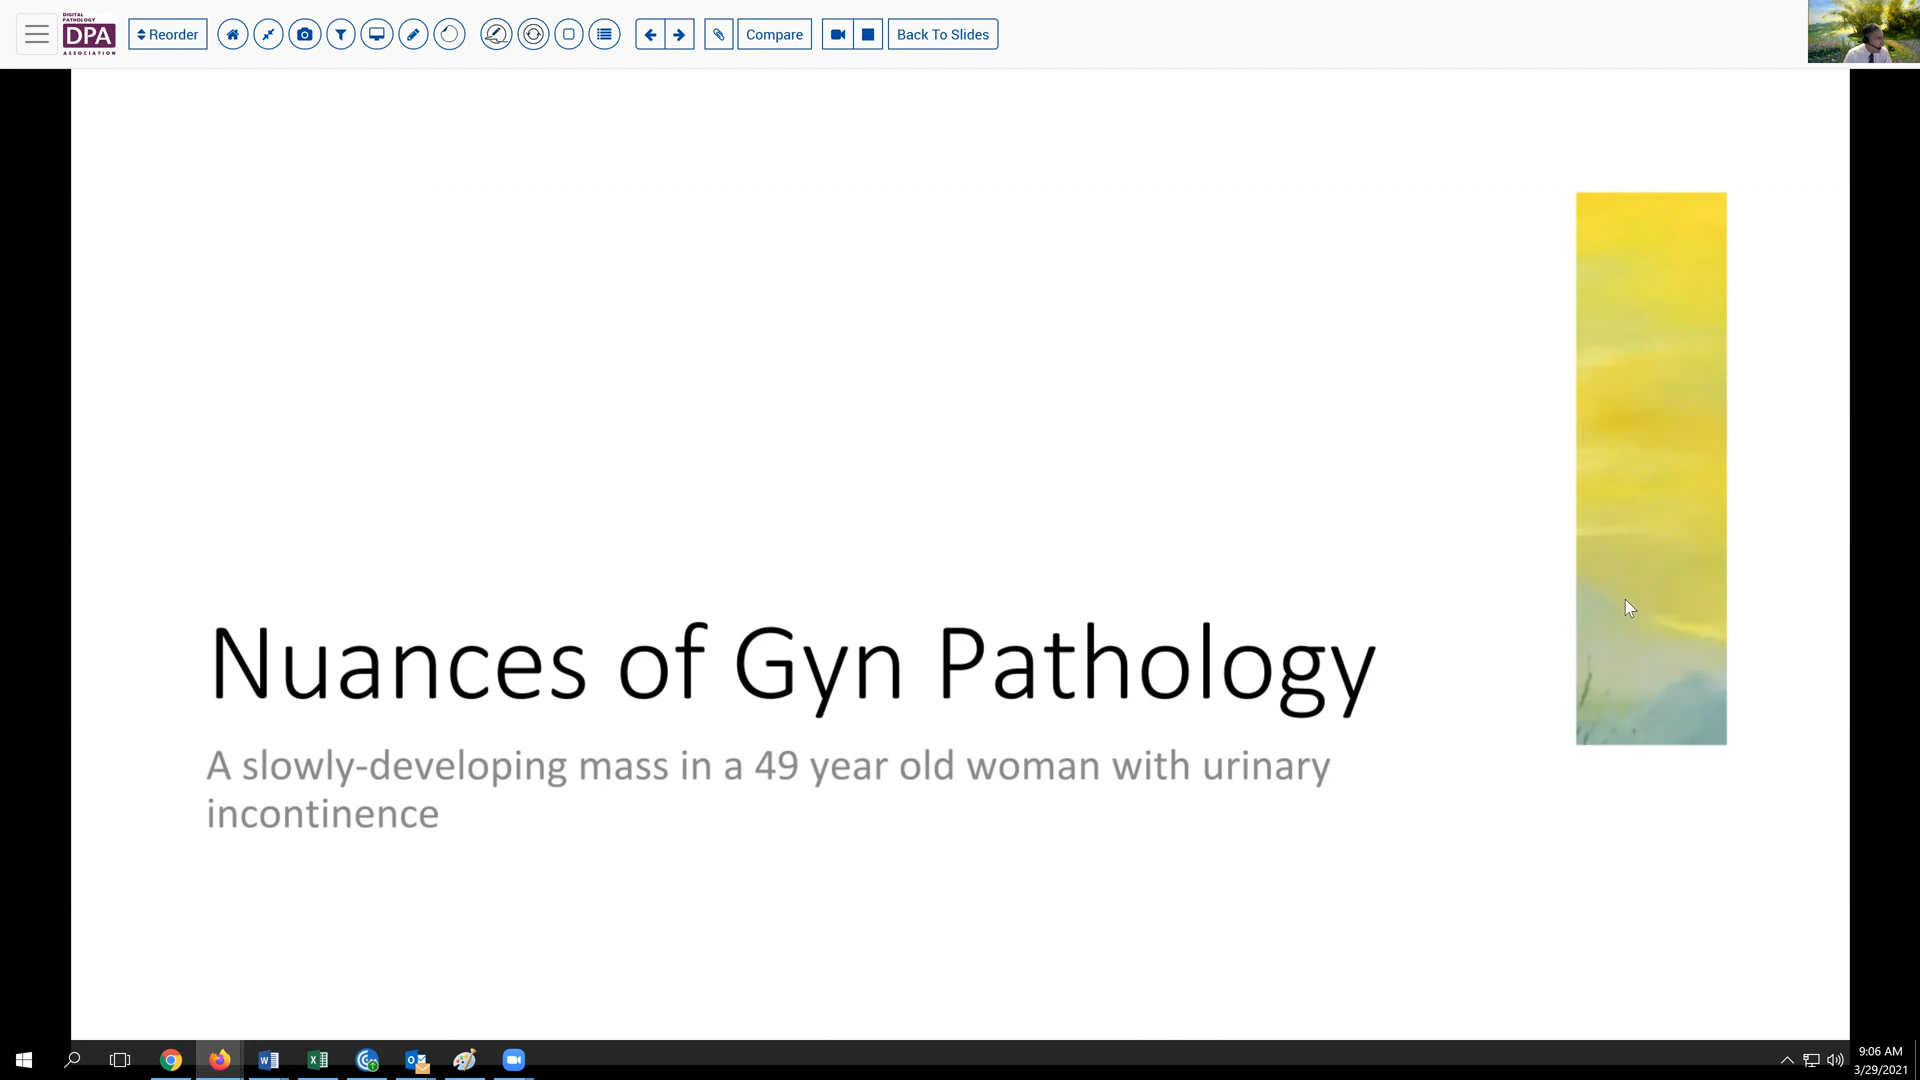 DIGITAL
PATHOLOGY
DPA
ASSOCIATION
Reorder
Compare
Back To Slides
Nuances of Gyn Pathology
A slowly-developing mass in a 49 year old woman with urinary
incontinence
9:06 AM
3/29/2021